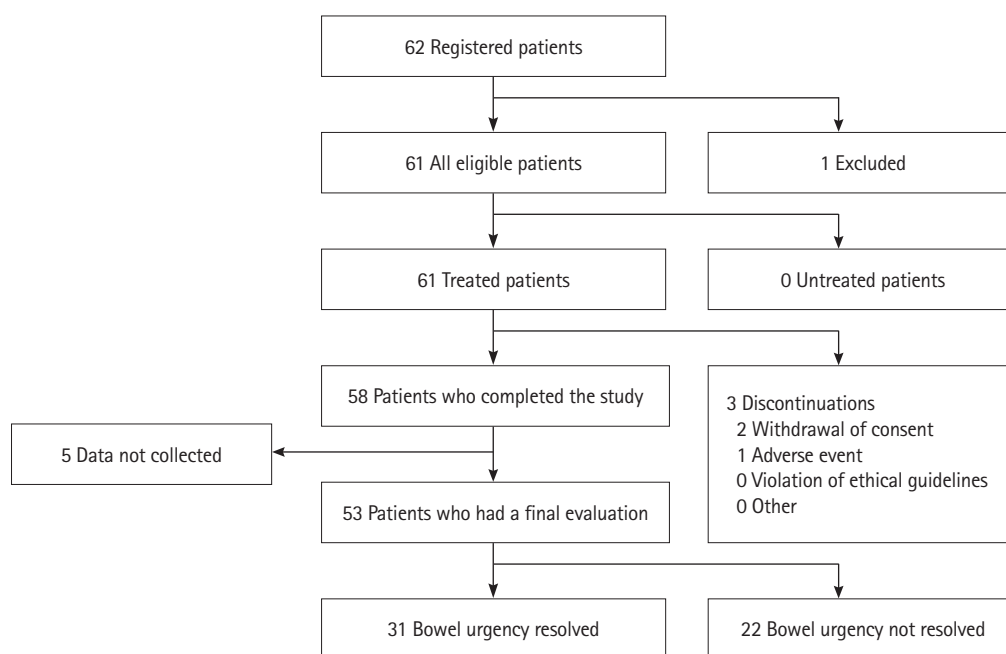 62 Registered patients
61 All eligible patients
1 Excluded
61 Treated patients
0 Untreated patients
58 Patients who completed the study
3 Discontinuations
2 Withdrawal of consent
1 Adverse event
0 Violation of ethical guidelines
0 Other
5 Data not collected
53 Patients who had a final evaluation
31 Bowel urgency resolved
22 Bowel urgency not resolved